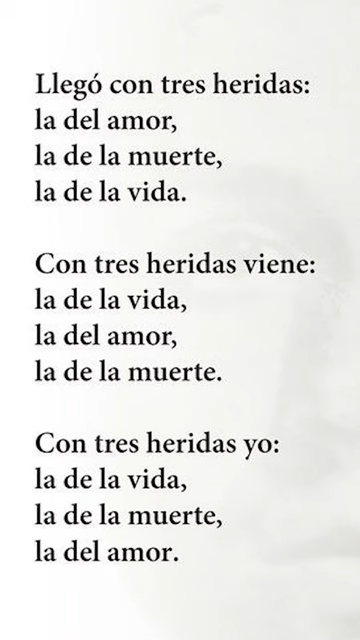 Llegó con tres heridas:
la del amor,
la de la muerte,
la de la vida.
Con tres heridas viene:
la de la vida,
la del amor,
la de la muerte.
Con tres heridas yo:
la de la vida,
la de la muerte,
la del amor.